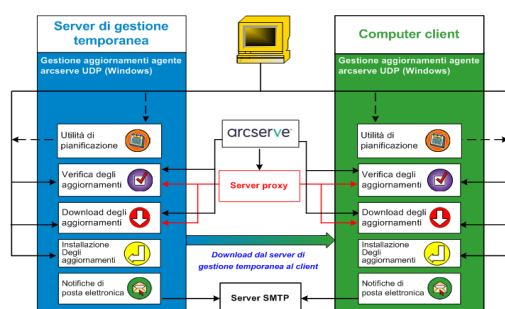 Server di gestione
temporanea
Gestione aggiornamenti agente
arcserve UDP (Windows)
Utilità di
pianificazione
Verifica degli
aggiornamenti
Download degli
aggiornamenti
Installazione
Degli
aggiornamenti
Notifiche di
posta elettronica
arcserve®
Server proxy
Download dal server di
gestione temporanea al client
Server SMTP
Computer client
Gestione aggiornamenti agente
arcserve UDP (Windows)
Utilità di
pianificazione
Verifica degli
aggiornamenti
Download degli
aggiornamenti
Installazione
Degli
aggiornamenti
Notifiche di
posta elettronica